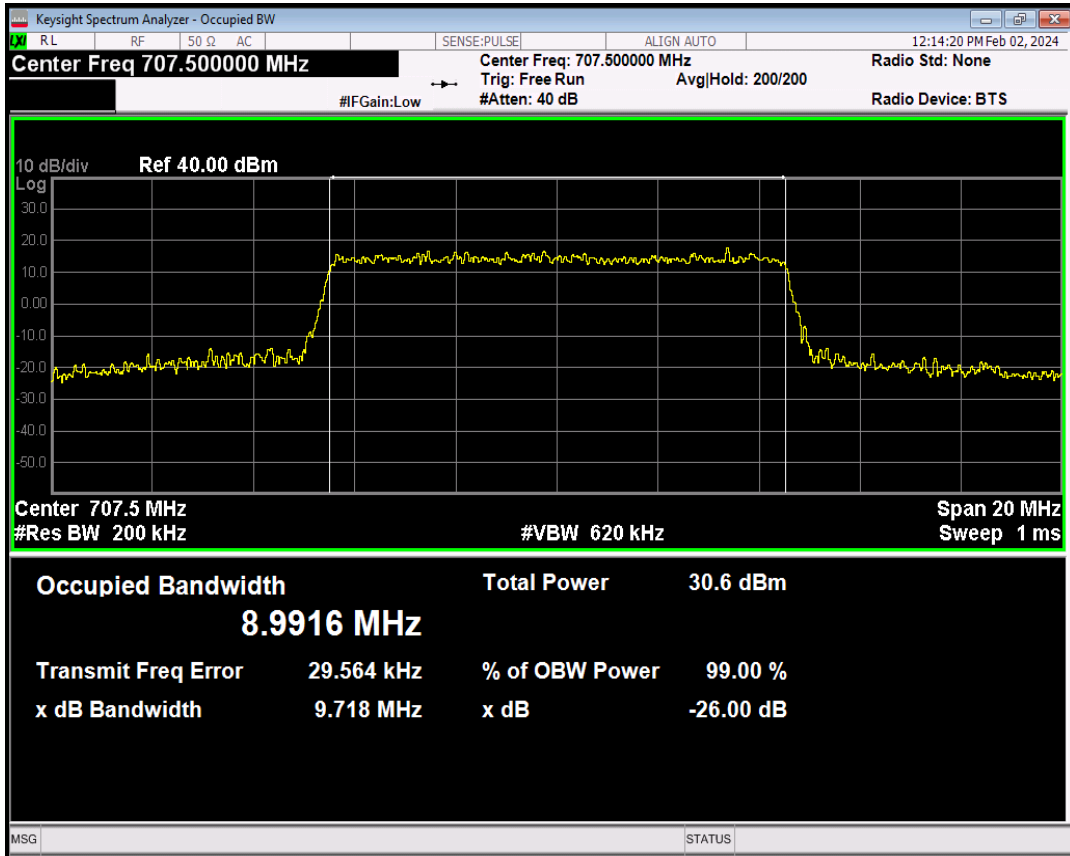 Keysight Spectrum Analyzer - Occupied BW
LXI RL RF 50 Ω AC SENSE:PULSE ALIGN AUTO 12:14:20 PM Feb 02, 2024
Center Freq 707.500000 MHz Center Freq: 707.500000 MHz Radio Std: None
Trig: Free Run Avg|Hold: 200/200
#IFGain:Low #Atten: 40 dB Radio Device: BTS
10 dB/div Ref 40.00 dBm
Log
30.0
20.0
10.0
0.00
-10.0
-20.0
-30.0
-40.0
-50.0
Center 707.5 MHz Span 20 MHz
#Res BW 200 kHz #VBW 620 kHz Sweep 1 ms
Occupied Bandwidth Total Power 30.6 dBm
8.9916 MHz
Transmit Freq Error 29.564 kHz % of OBW Power 99.00 %
x dB Bandwidth 9.718 MHz x dB -26.00 dB
MSG STATUS